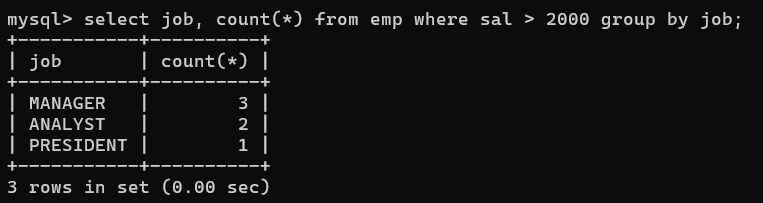 mysql> select job, count(*) from emp where sal > 2000 group by job;
+-----------+----------+
| job       | count(*) |
+-----------+----------+
| MANAGER   |        3 |
| ANALYST   |        2 |
| PRESIDENT |        1 |
+-----------+----------+
3 rows in set (0.00 sec)